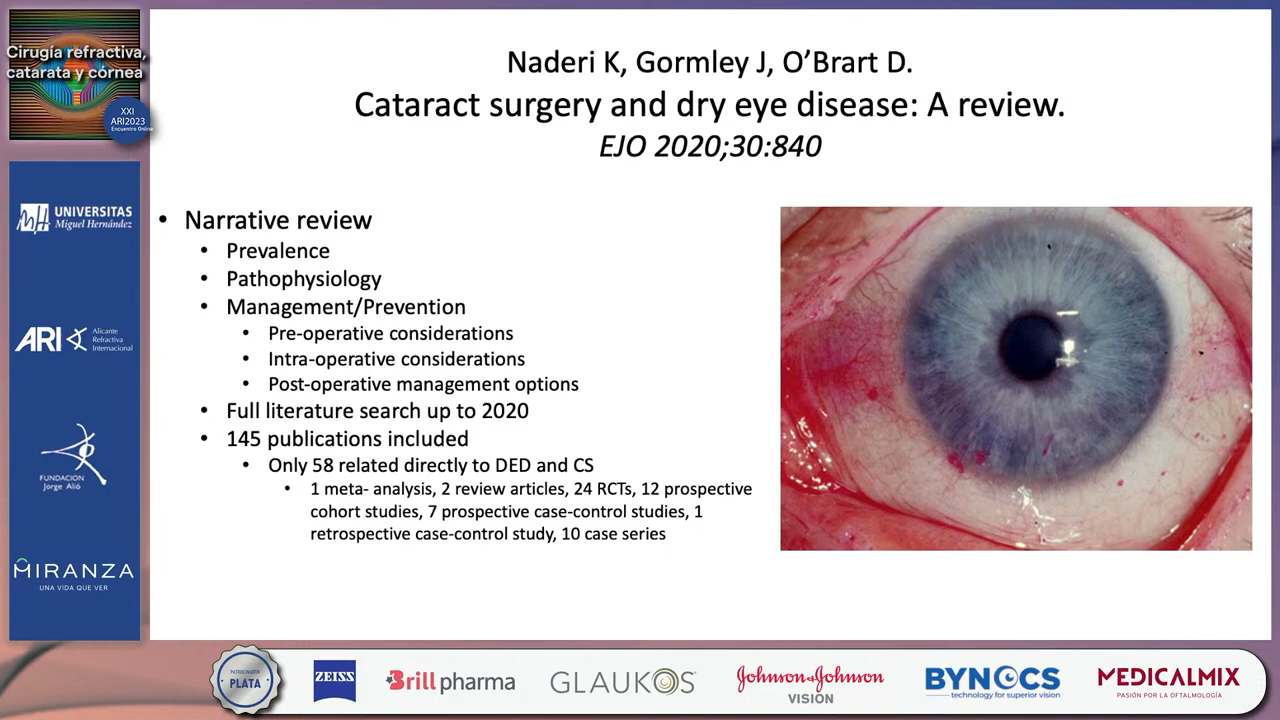 Cirugía refractiva,
catarata y córnea
XXI
ARI2023
Encuentro Online
Naderi K, Gormley J, O’Brart D.
Cataract surgery and dry eye disease: A review.
EJO 2020;30:840
• Narrative review
• Prevalence
• Pathophysiology
• Management/Prevention
• Pre-operative considerations
• Intra-operative considerations
• Post-operative management options
• Full literature search up to 2020
• 145 publications included
• Only 58 related directly to DED and CS
• 1 meta- analysis, 2 review articles, 24 RCTs, 12 prospective
cohort studies, 7 prospective case-control studies, 1
retrospective case-control study, 10 case series
UNIVERSITAS
Miguel Hernández
ARI
Alicante
Refractiva
Internacional
FUNDACION
Jorge Alió
MIRANZA
UNA VIDA QUE VER
PATROCINADOR
PLATA
ZEISS
Brill pharma
GLAUKOS
Johnson & Johnson
VISION
BYNOCS
technology for superior vision
MEDICALMIX
PASIÓN POR LA OFTALMOLOGÍA